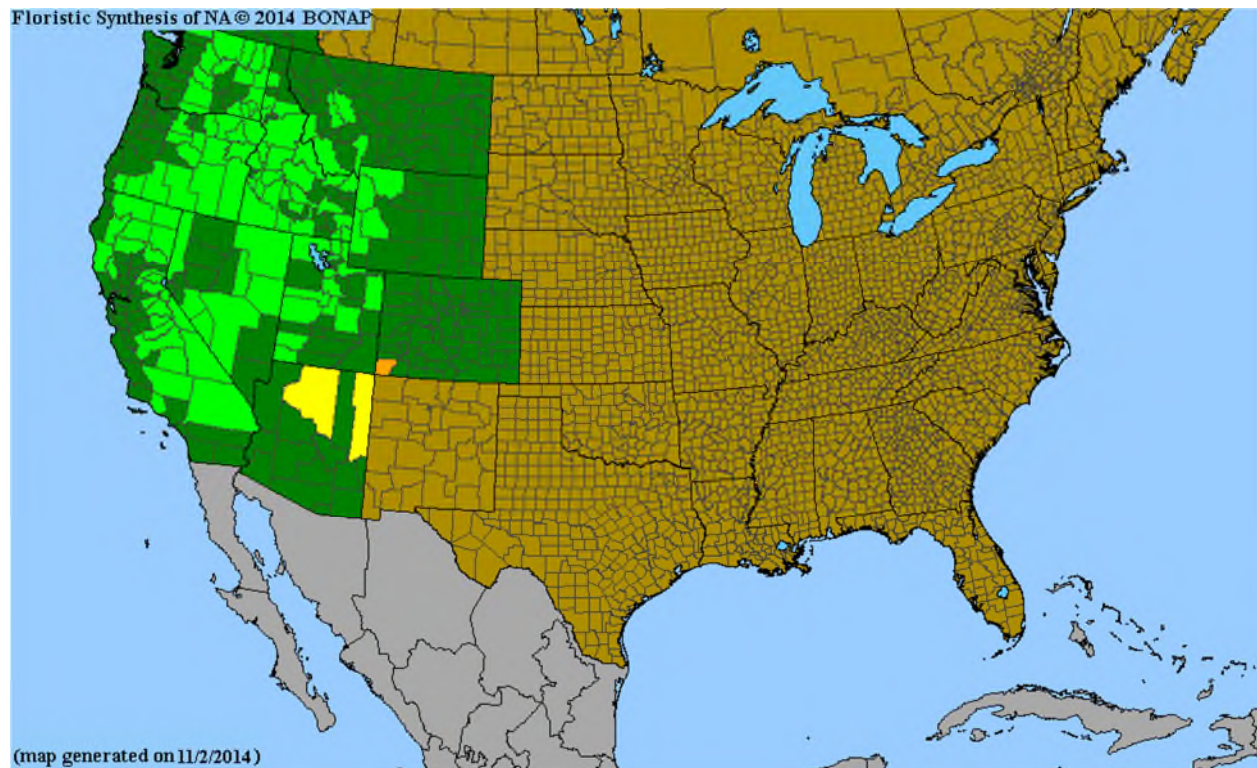 Floristic Synthesis of NA © 2014 BONAP
(map generated on 11/2/2014)